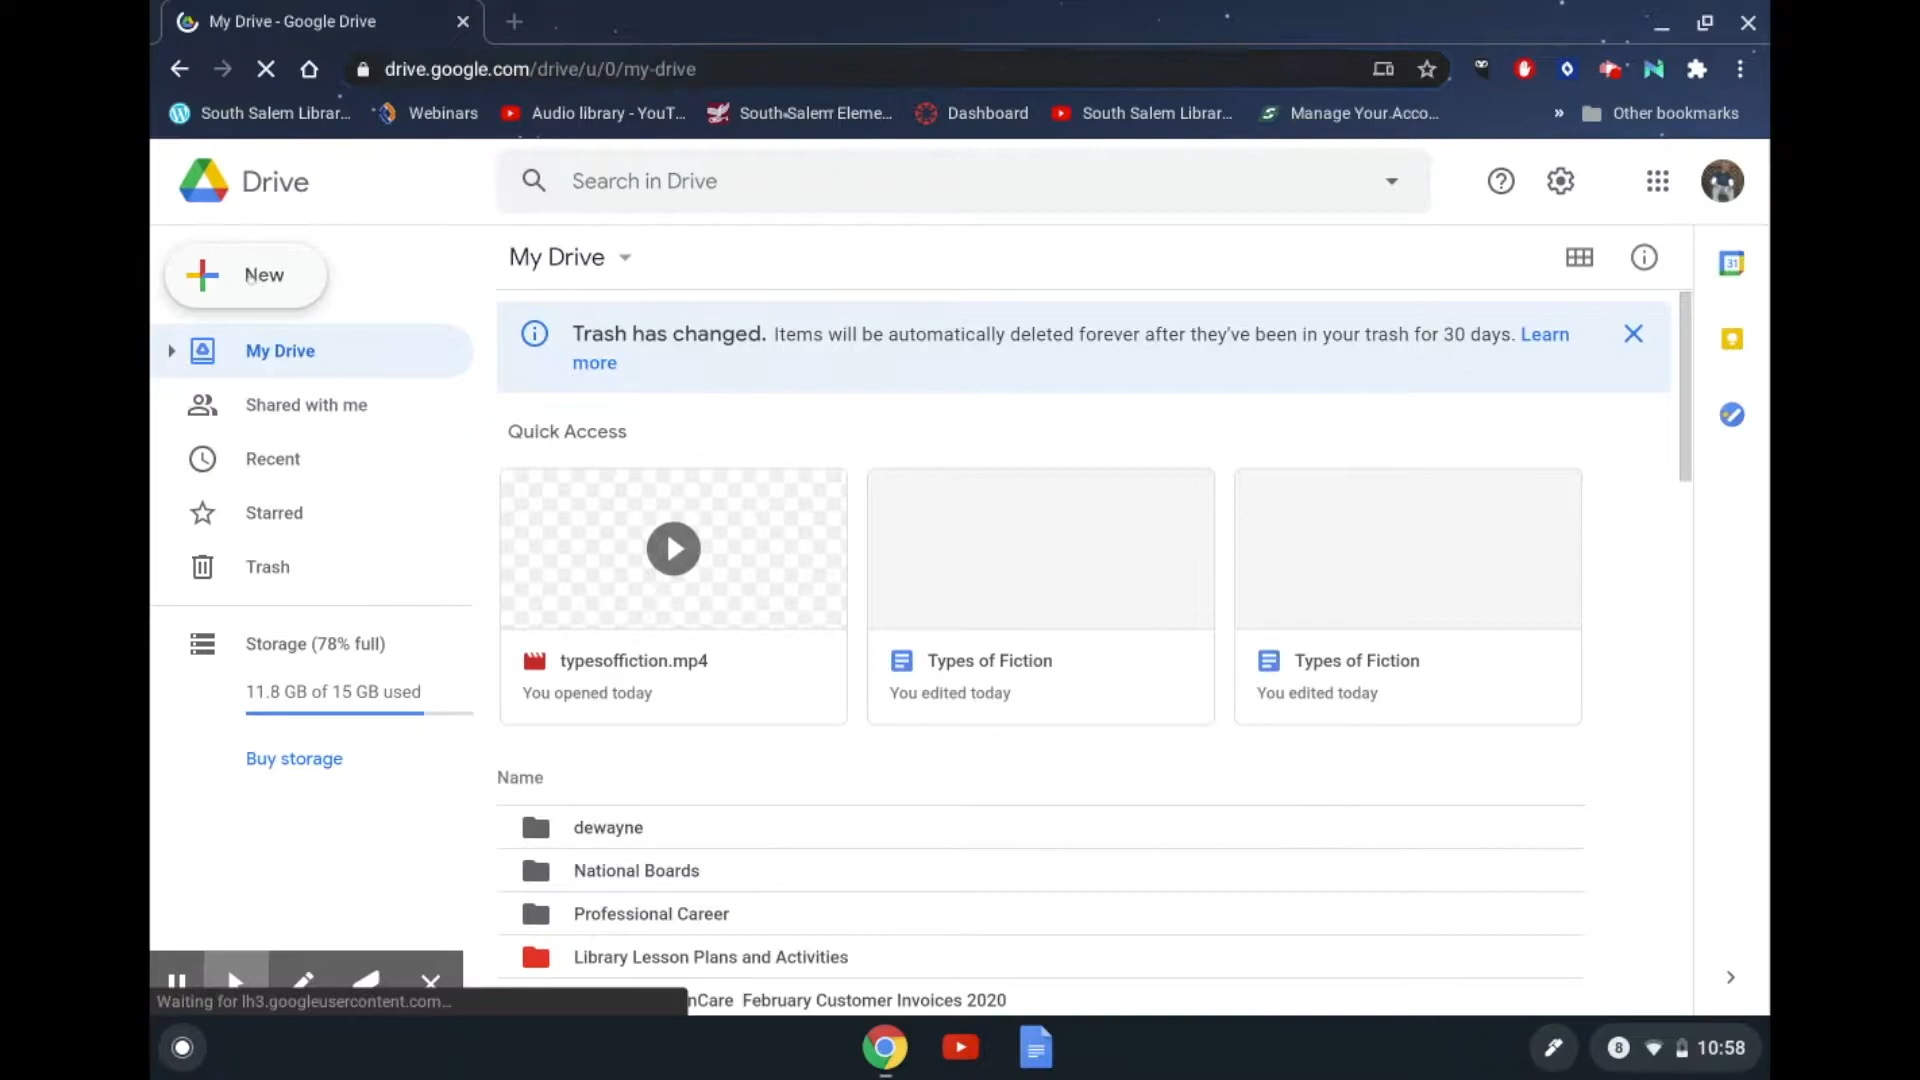 My Drive - Google Drive
drive.google.com/drive/u/0/my-drive
South Salem Librar...
Webinars
Audio library - YouT...
South Salem Eleme...
Dashboard
South Salem Librar...
Manage Your Acco...
»
Other bookmarks
Drive
Search in Drive
New
My Drive
31
Trash has changed. Items will be automatically deleted forever after they've been in your trash for 30 days. Learn
more
My Drive
Shared with me
Recent
Starred
Trash
Storage (78% full)
11.8 GB of 15 GB used
Buy storage
Quick Access
typesoffiction.mp4
You opened today
Types of Fiction
You edited today
Types of Fiction
You edited today
Name
dewayne
National Boards
Professional Career
Library Lesson Plans and Activities
nCare February Customer Invoices 2020
Waiting for lh3.googleusercontent.com...
8
10:58